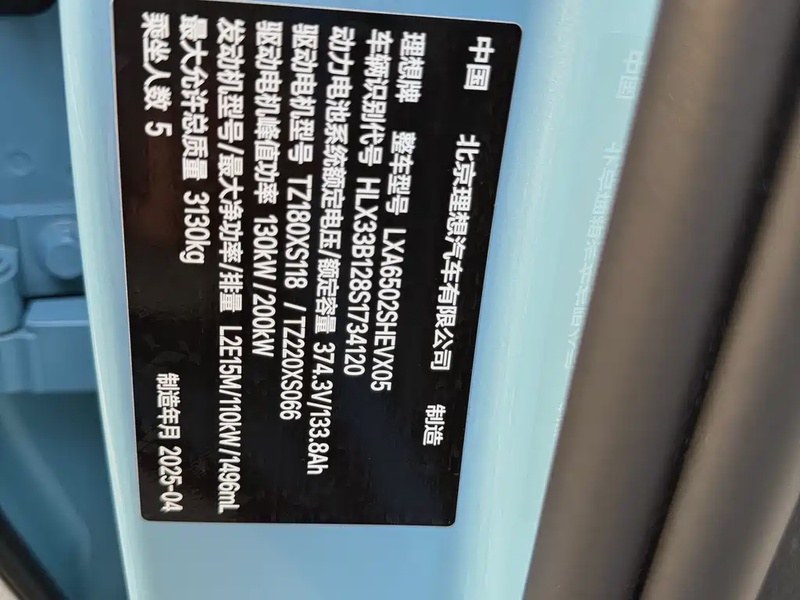 中国 北京理想汽车有限公司 制造
理想牌 整车型号 LXA6502SHEVX05
车辆识别代号 HLX33B128S1734120
动力电池系统额定电压/额定容量 374.3V/133.8Ah
驱动电机型号 TZ180XS118 /TZ220XS066
驱动电机峰值功率 130kW/200kW
发动机型号/最大净功率/排量 L2E15M/110kW/1496mL
最大允许总质量 3130kg
乘坐人数 5 制造年月 2025-04